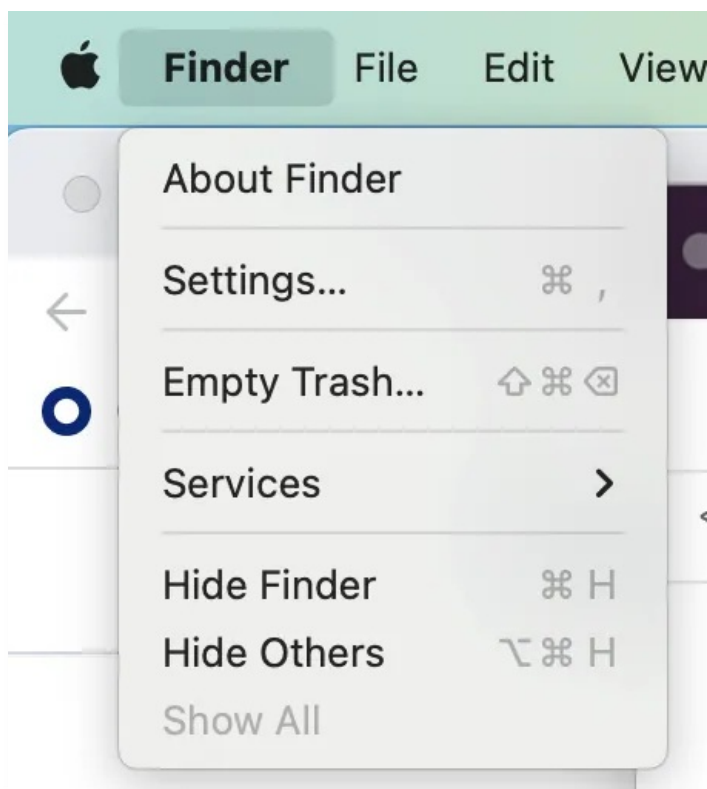 Finder File Edit View
About Finder
Settings... ⌘ ,
Empty Trash... ⇧⌘⌫
Services
Hide Finder ⌘ H
Hide Others ⌥⌘ H
Show All